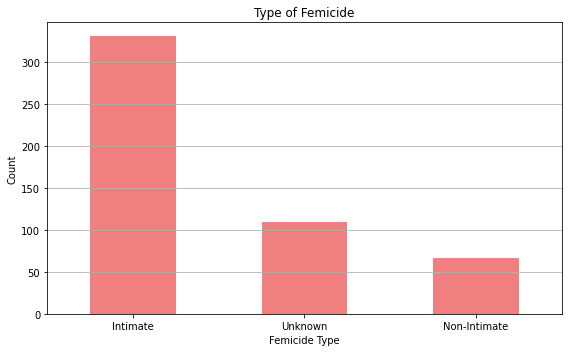 Type of Femicide
Count
300
250
200
150
100
50
0
Intimate
Unknown
Non-Intimate
Femicide Type